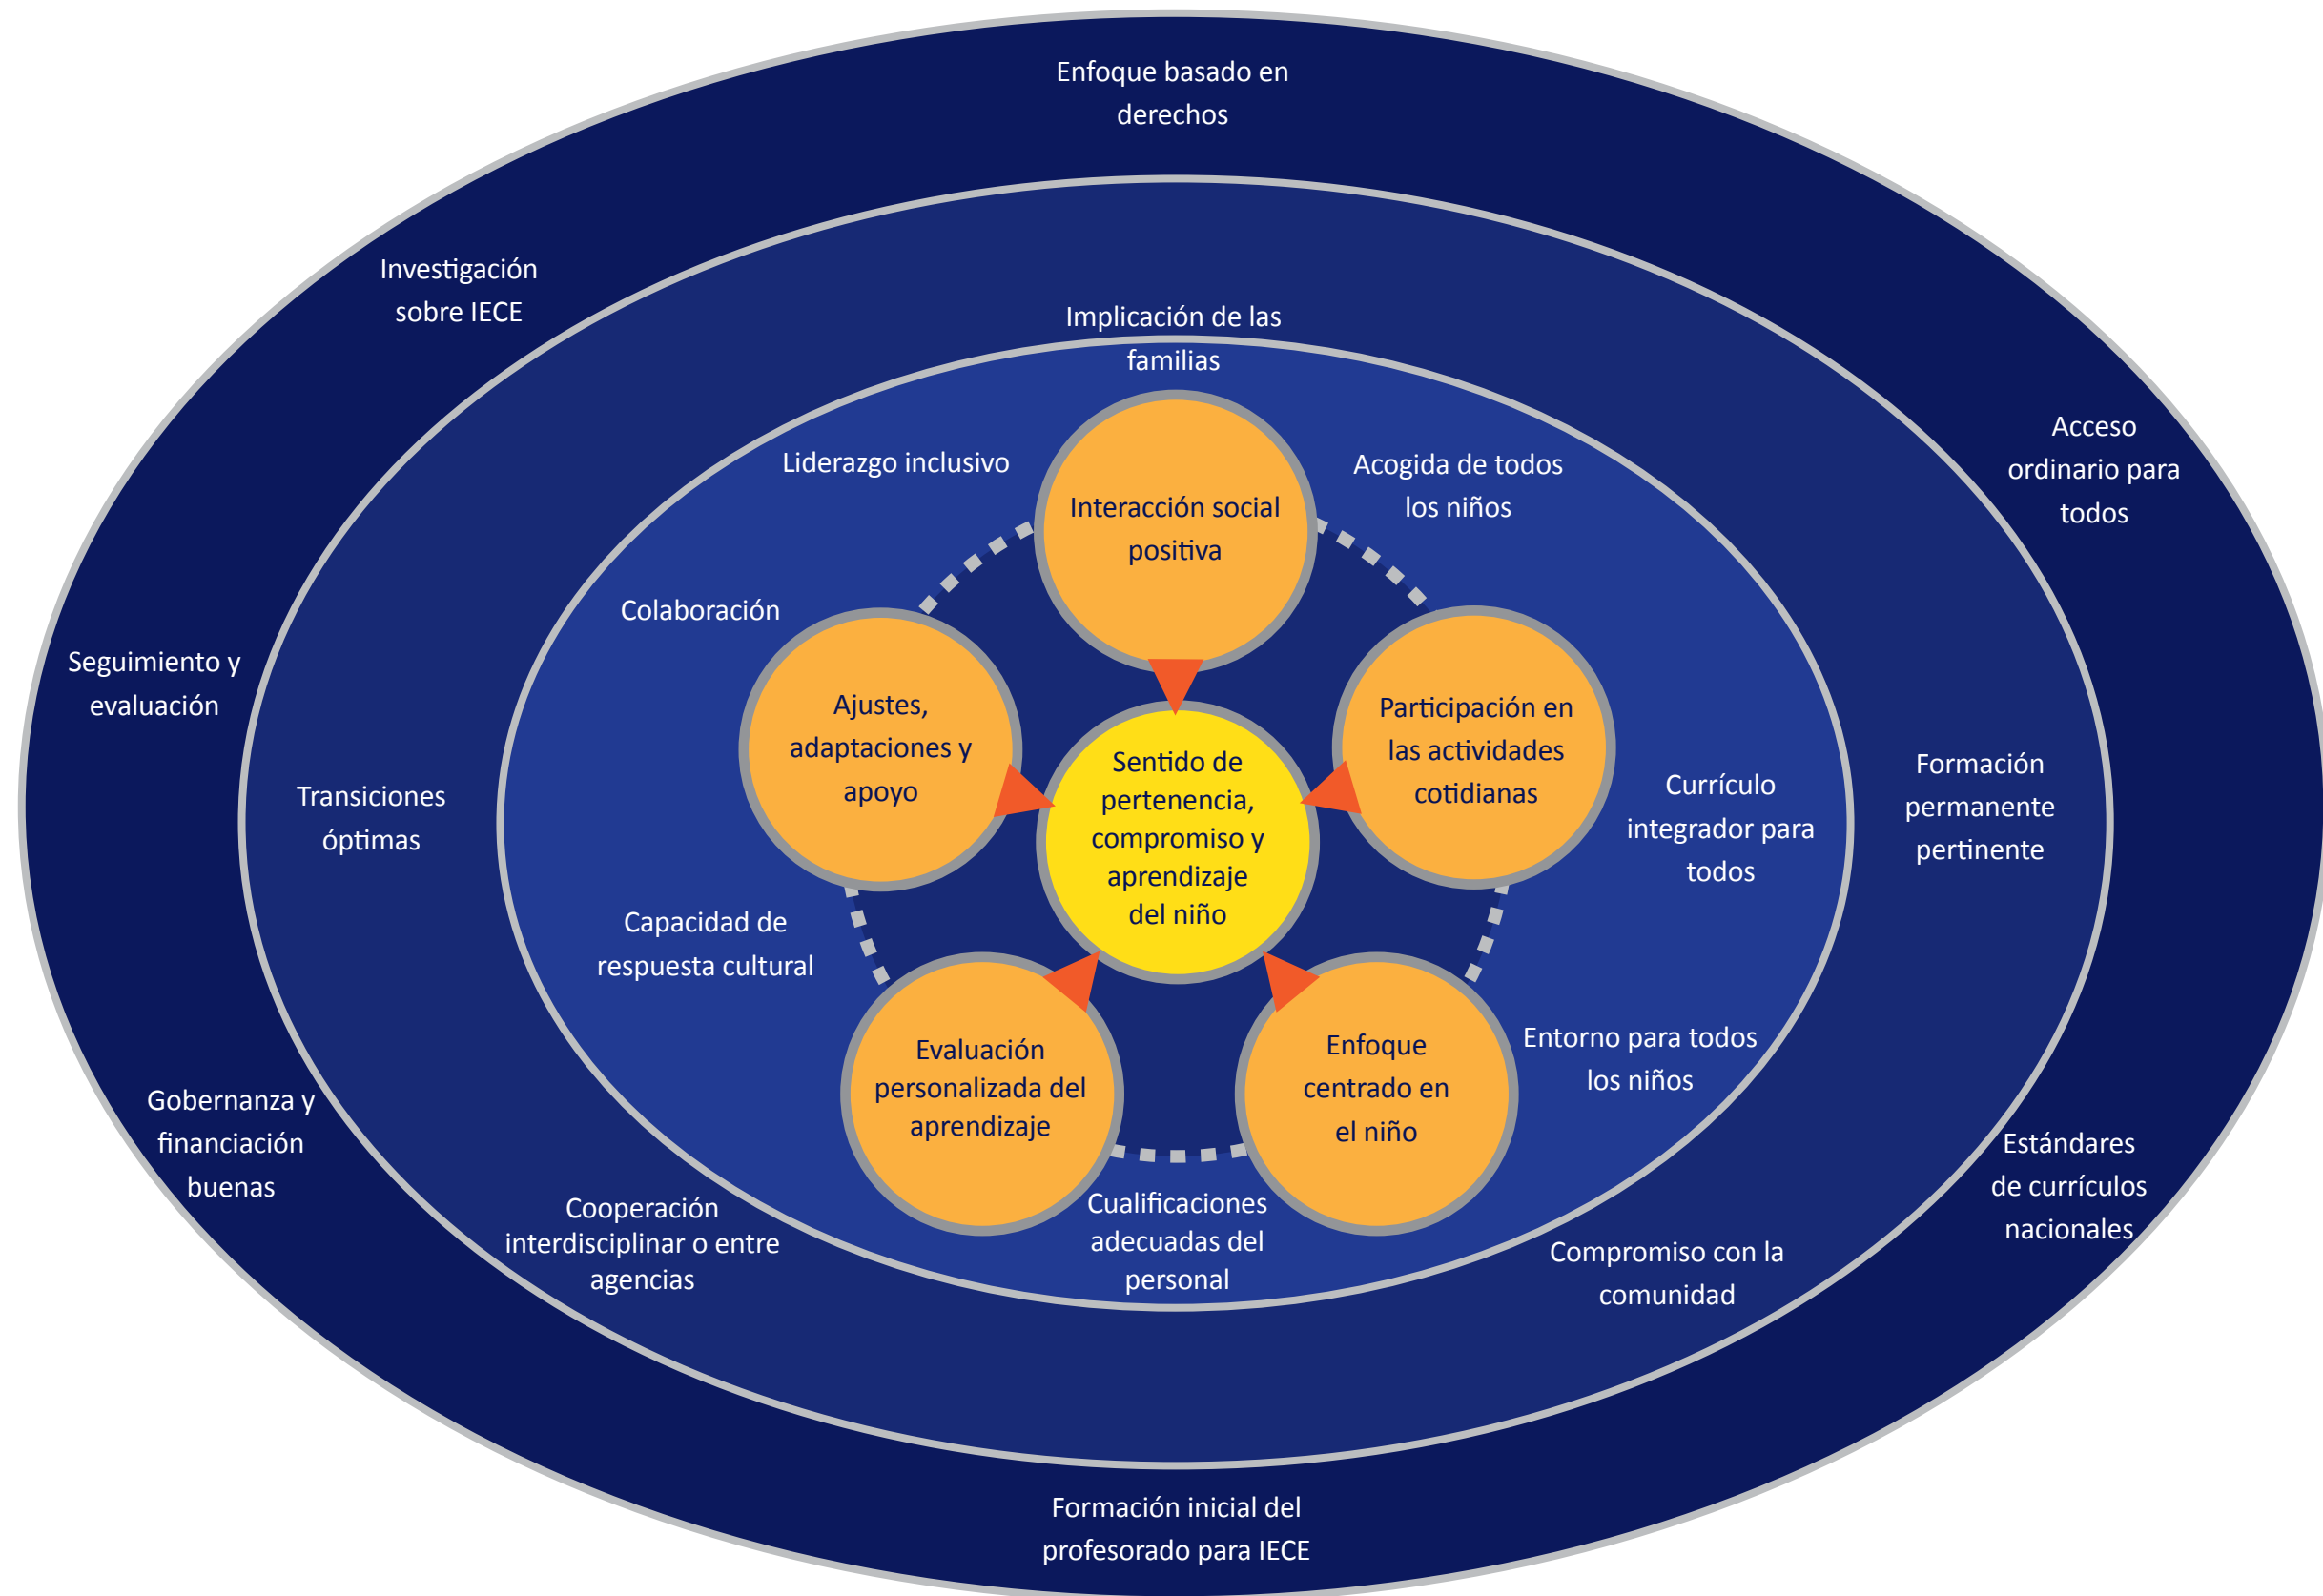 Enfoque basado en
derechos
Investigación
sobre IECE
Implicación de las
familias
Acceso
ordinario para
todos
Liderazgo inclusivo
Acogida de todos
los niños
Interacción social
positiva
Colaboración
Seguimiento y
evaluación
Ajustes,
adaptaciones y
apoyo
Participación en
las actividades
cotidianas
Sentido de
pertenencia,
compromiso y
aprendizaje
del niño
Transiciones
óptimas
Currículo
integrador para
todos
Formación
permanente
pertinente
Capacidad de
respuesta cultural
Evaluación
personalizada del
aprendizaje
Enfoque
centrado en
el niño
Entorno para todos
los niños
Gobernanza y
financiación
buenas
Estándares
de currículos
nacionales
Cooperación
interdisciplinar o entre
agencias
Cualificaciones
adecuadas del
personal
Compromiso con la
comunidad
Formación inicial del
profesorado para IECE